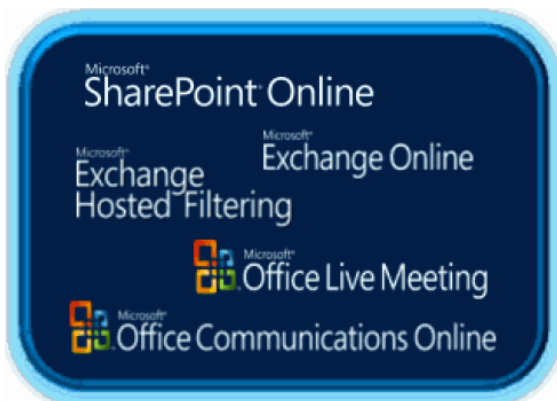 Microsoft®
SharePoint® Online
Microsoft®
Exchange Online
Microsoft®
Exchange
Hosted Filtering
Microsoft®
Office Live Meeting
Microsoft®
Office Communications Online